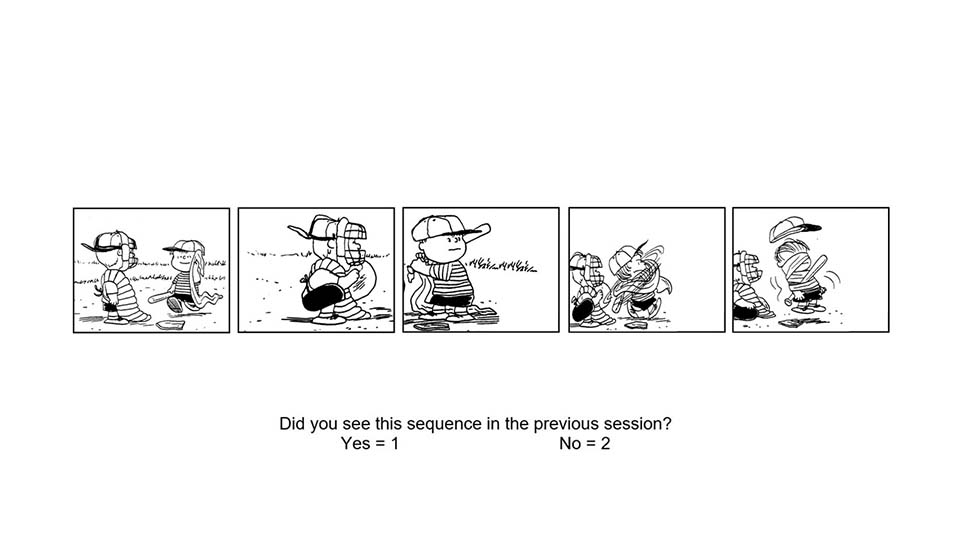 Did you see this sequence in the previous session?
Yes = 1 No = 2